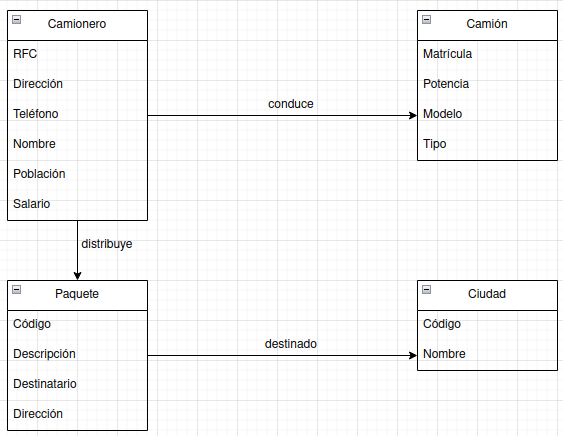 Camionero
RFC
Dirección
Teléfono
Nombre
Población
Salario
conduce
Camión
Matrícula
Potencia
Modelo
Tipo
distribuye
Paquete
Código
Descripción
Destinatario
Dirección
destinado
Ciudad
Código
Nombre